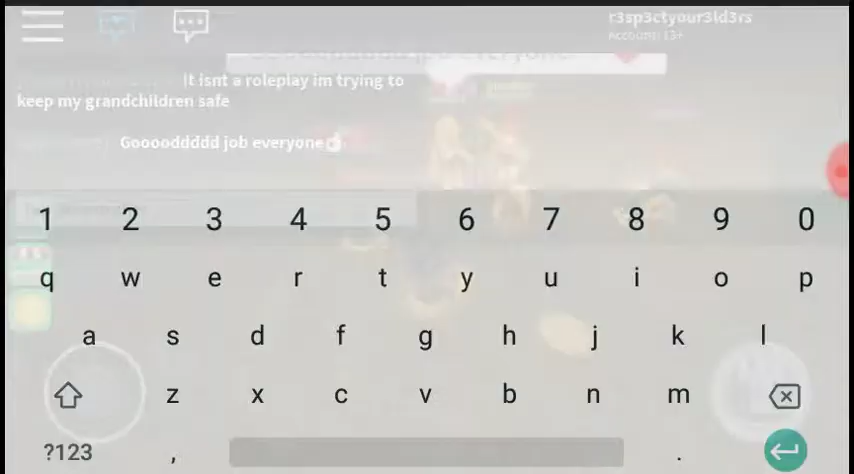 r3sp3ctyour3ld3rs
Account: 13+
It isnt a roleplay im trying to
keep my grandchildren safe
Goooodddddd job everyone👌
1 2 3 4 5 6 7 8 9 0
q w e r t y u i o p
a s d f g h j k l
z x c v b n m
?123 , .